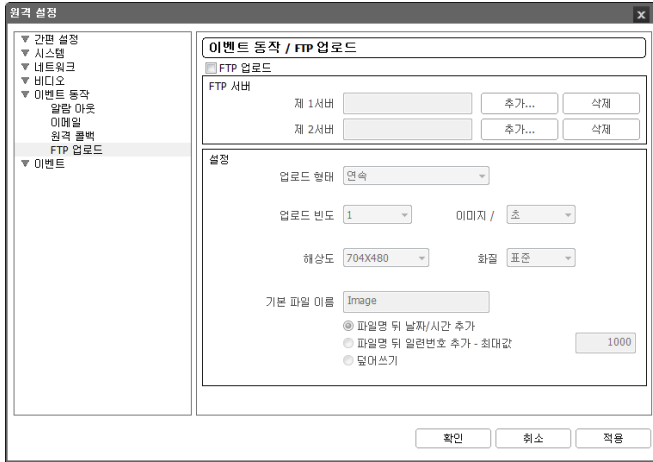 원격 설정
간편 설정
시스템
네트워크
비디오
이벤트 동작
알람 아웃
이메일
원격 콜백
FTP 업로드
이벤트
이벤트 동작 / FTP 업로드
FTP 업로드
FTP 서버
제 1서버 추가... 삭제
제 2서버 추가... 삭제
설정
업로드 형태 연속
업로드 빈도 1 이미지 / 초
해상도 704X480 화질 표준
기본 파일 이름 Image
파일명 뒤 날짜/시간 추가
파일명 뒤 일련번호 추가 - 최대값 1000
덮어쓰기
확인 취소 적용